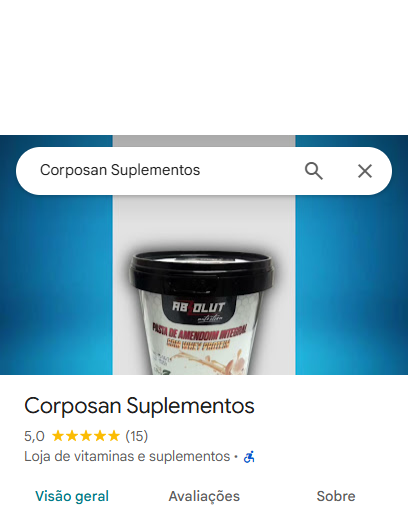 Corposan Suplementos
ABSOLUT
nutrition
PASTA DE AMENDOIM INTEGRAL
COM WHEY PROTEIN
Corposan Suplementos
5,0 ★★★★★ (15)
Loja de vitaminas e suplementos ·
Visão geral Avaliações Sobre